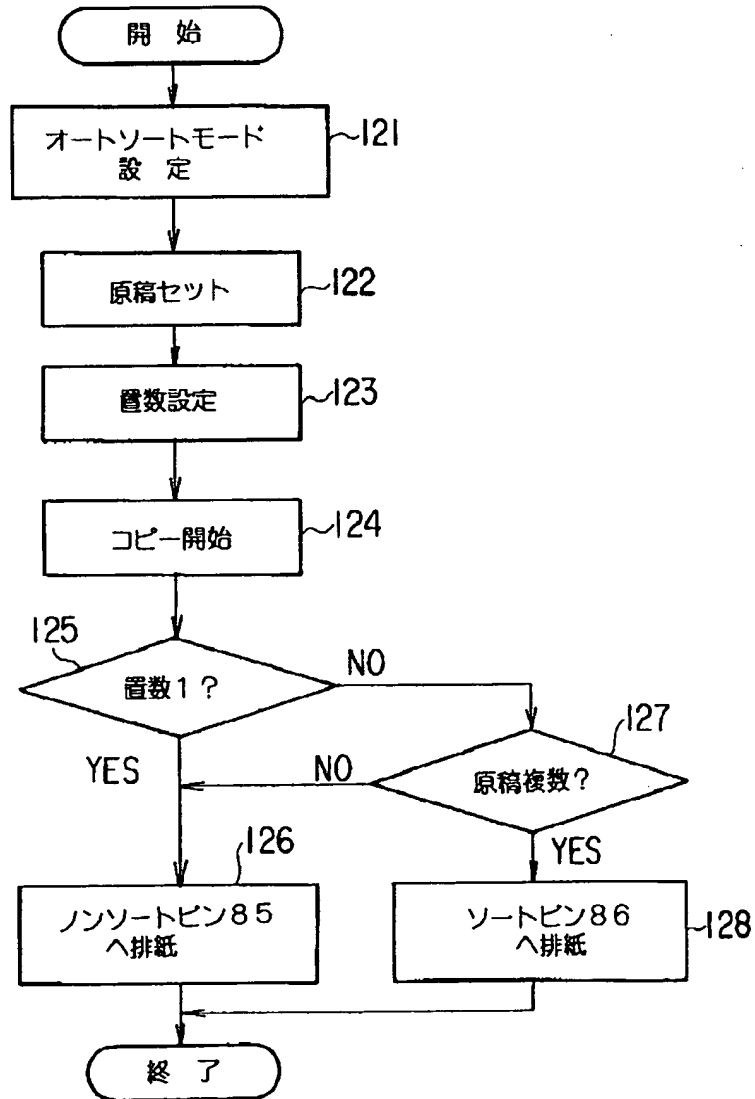 開 始
オートソートモード
設 定
121
原稿セット
122
置数設定
123
コピー開始
124
125
置数1?
NO
YES
127
原稿複数?
NO
YES
126
ノンソートビン85
へ排紙
ソートビン86
へ排紙
128
終 了